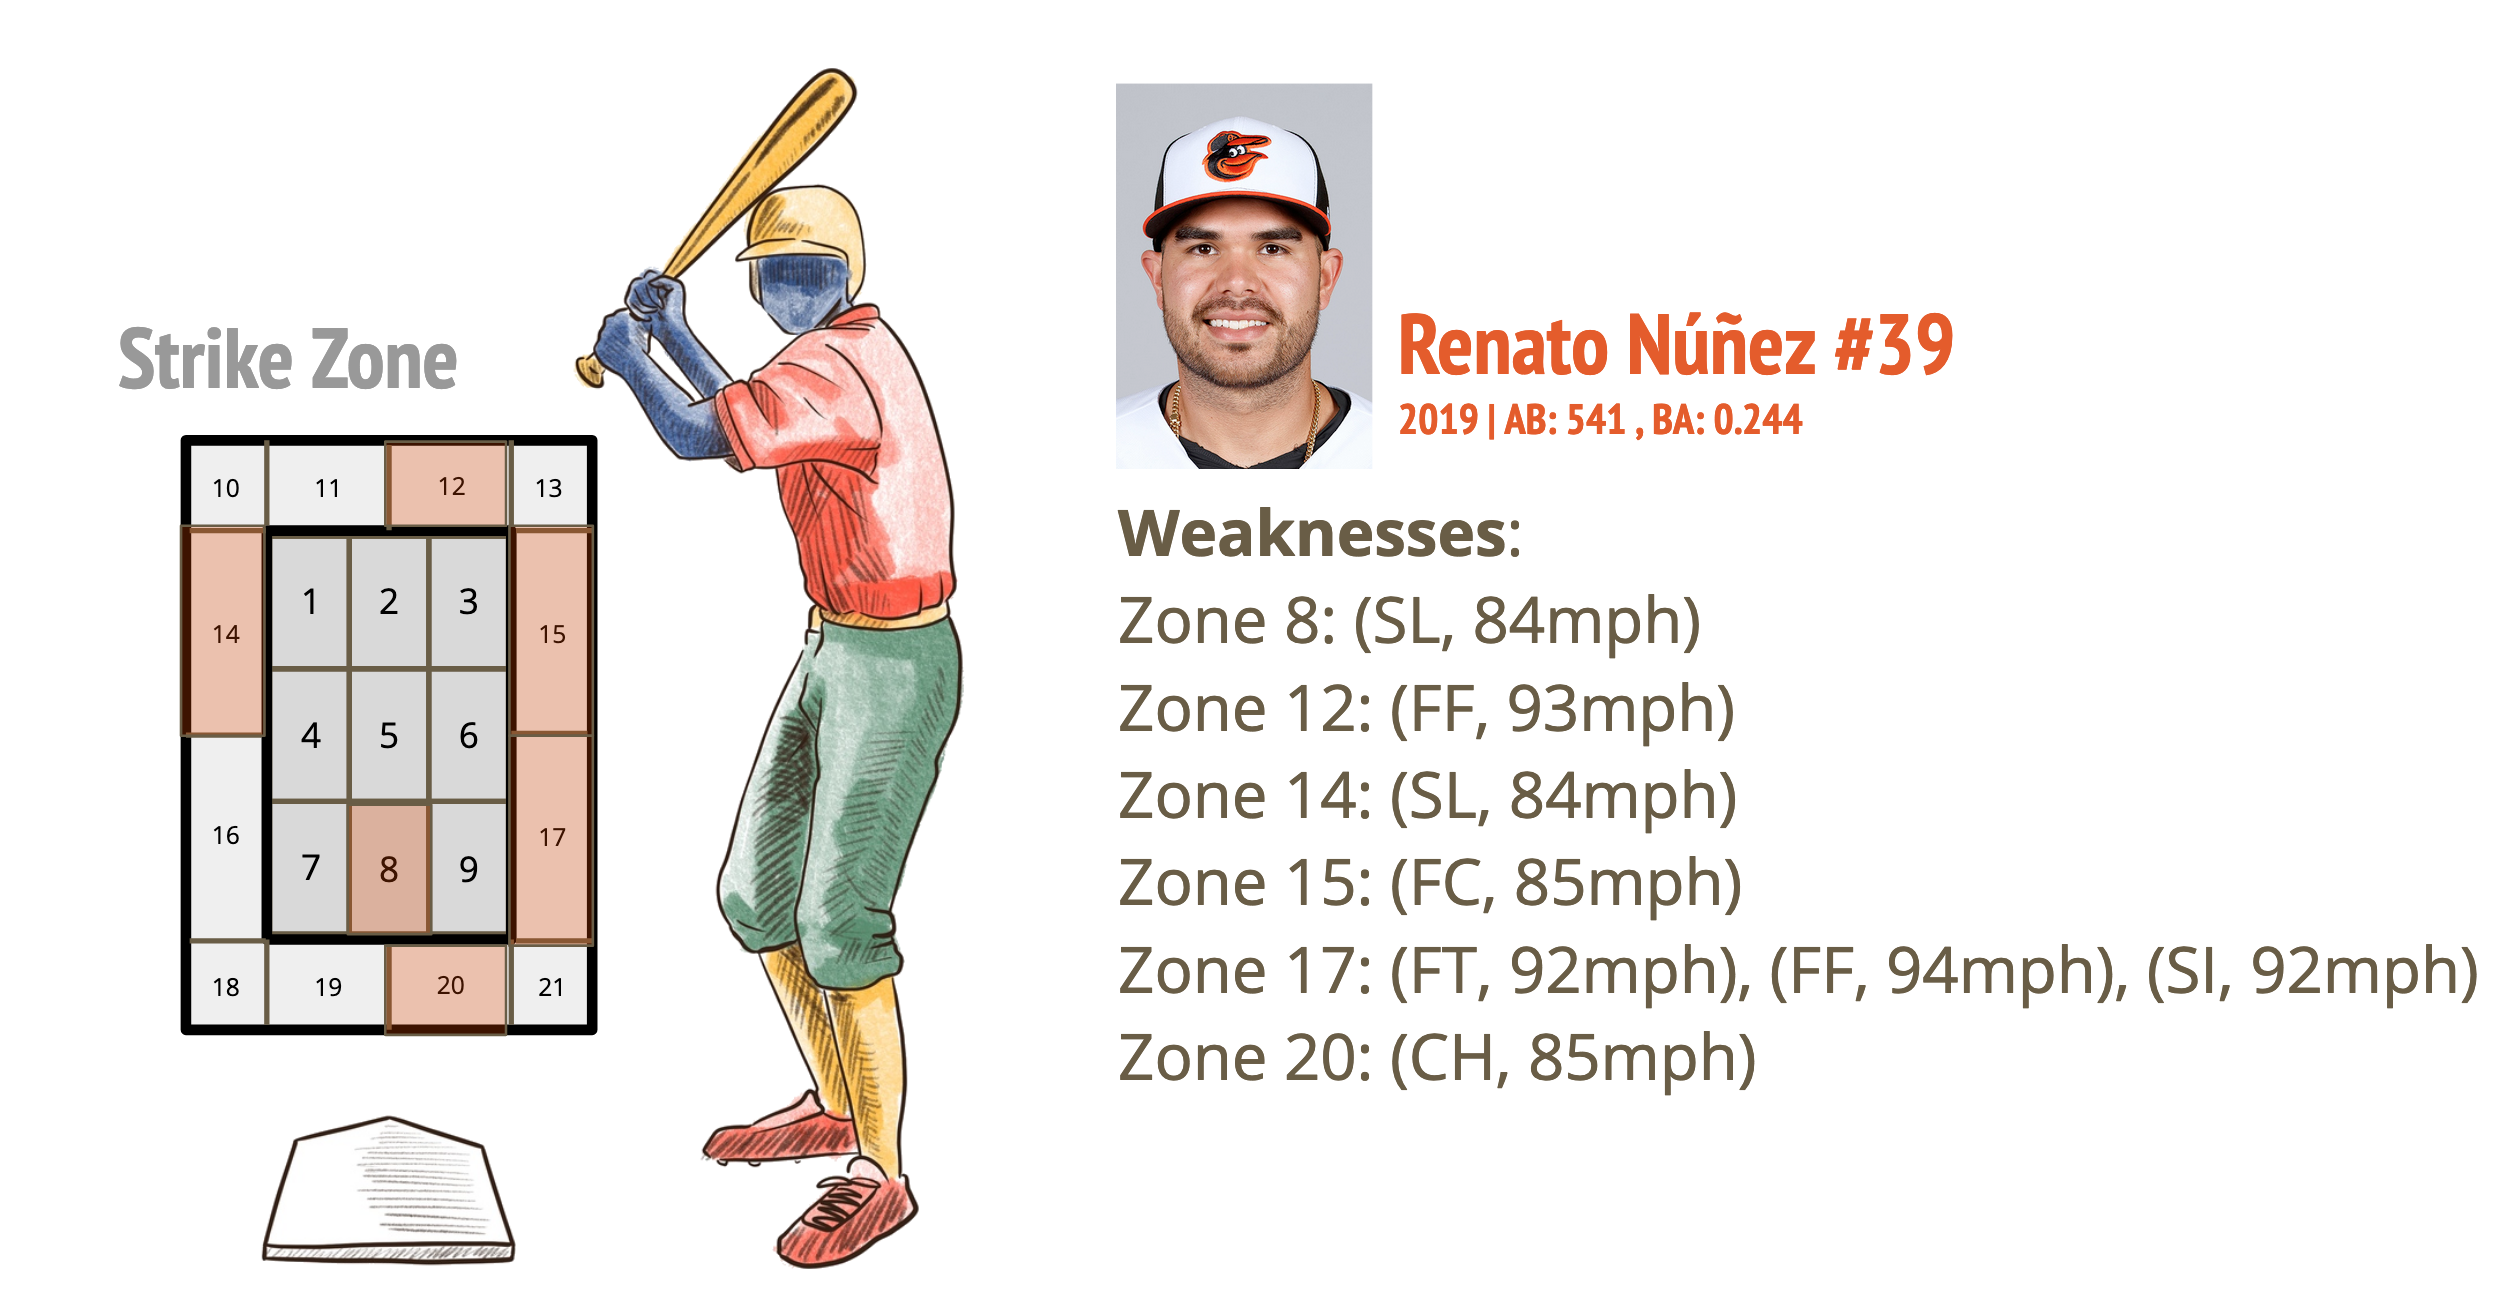 Strike Zone
10 11 12 13
14 1 2 3 15
4 5 6
16 7 8 9 17
18 19 20 21
Renato Núñez #39
2019 | AB: 541 , BA: 0.244
Weaknesses:
Zone 8: (SL, 84mph)
Zone 12: (FF, 93mph)
Zone 14: (SL, 84mph)
Zone 15: (FC, 85mph)
Zone 17: (FT, 92mph), (FF, 94mph), (SI, 92mph)
Zone 20: (CH, 85mph)